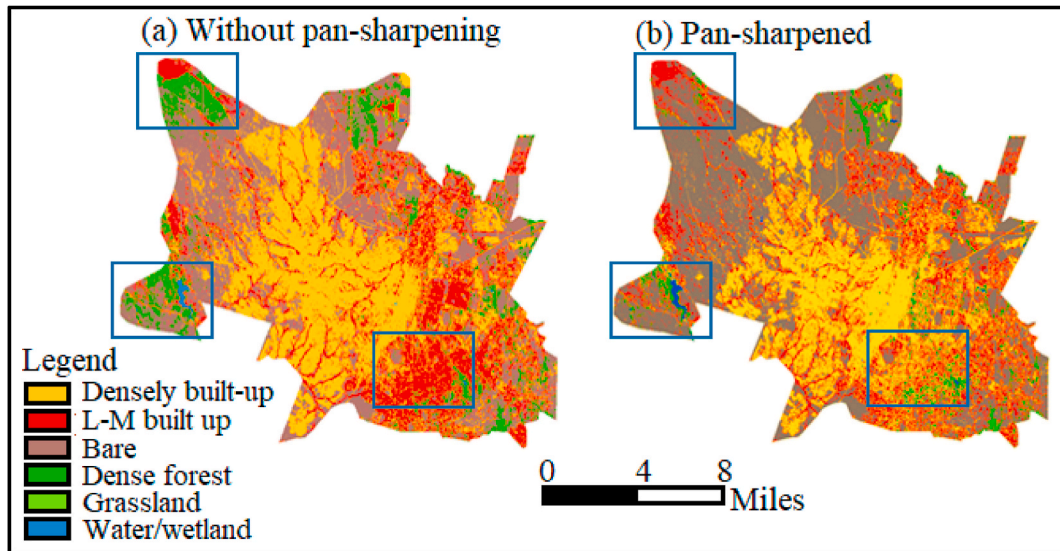 (a) Without pan-sharpening
(b) Pan-sharpened
Legend
Densely built-up
L-M built up
Bare
Dense forest
Grassland
Water/wetland
0 4 8
Miles